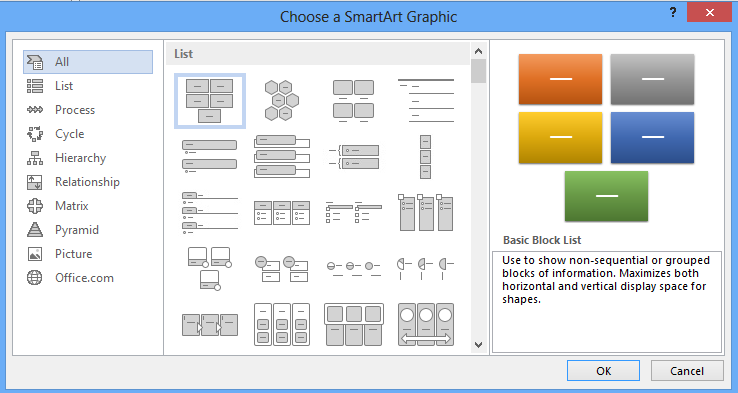 Choose a SmartArt Graphic
?
All
List
Process
Cycle
Hierarchy
Relationship
Matrix
Pyramid
Picture
Office.com
List
Basic Block List
Use to show non-sequential or grouped
blocks of information. Maximizes both
horizontal and vertical display space for
shapes.
OK
Cancel